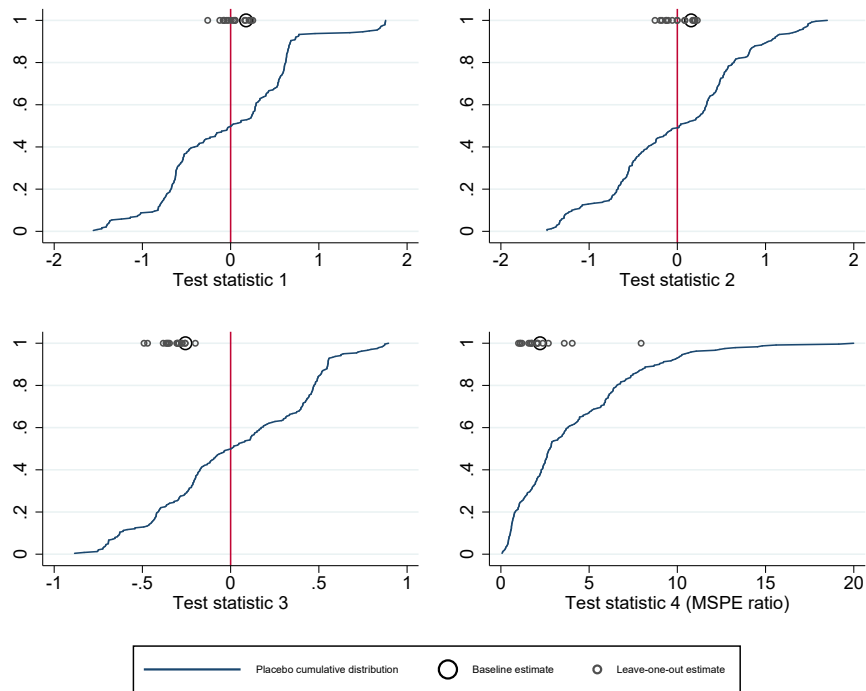 1
.8
.6
.4
.2
0
-2 -1 0 1 2
Test statistic 1
1
.8
.6
.4
.2
0
-2 -1 0 1 2
Test statistic 2
1
.8
.6
.4
.2
0
-1 -.5 0 .5 1
Test statistic 3
1
.8
.6
.4
.2
0
0 5 10 15 20
Test statistic 4 (MSPE ratio)
Placebo cumulative distribution Baseline estimate Leave-one-out estimate